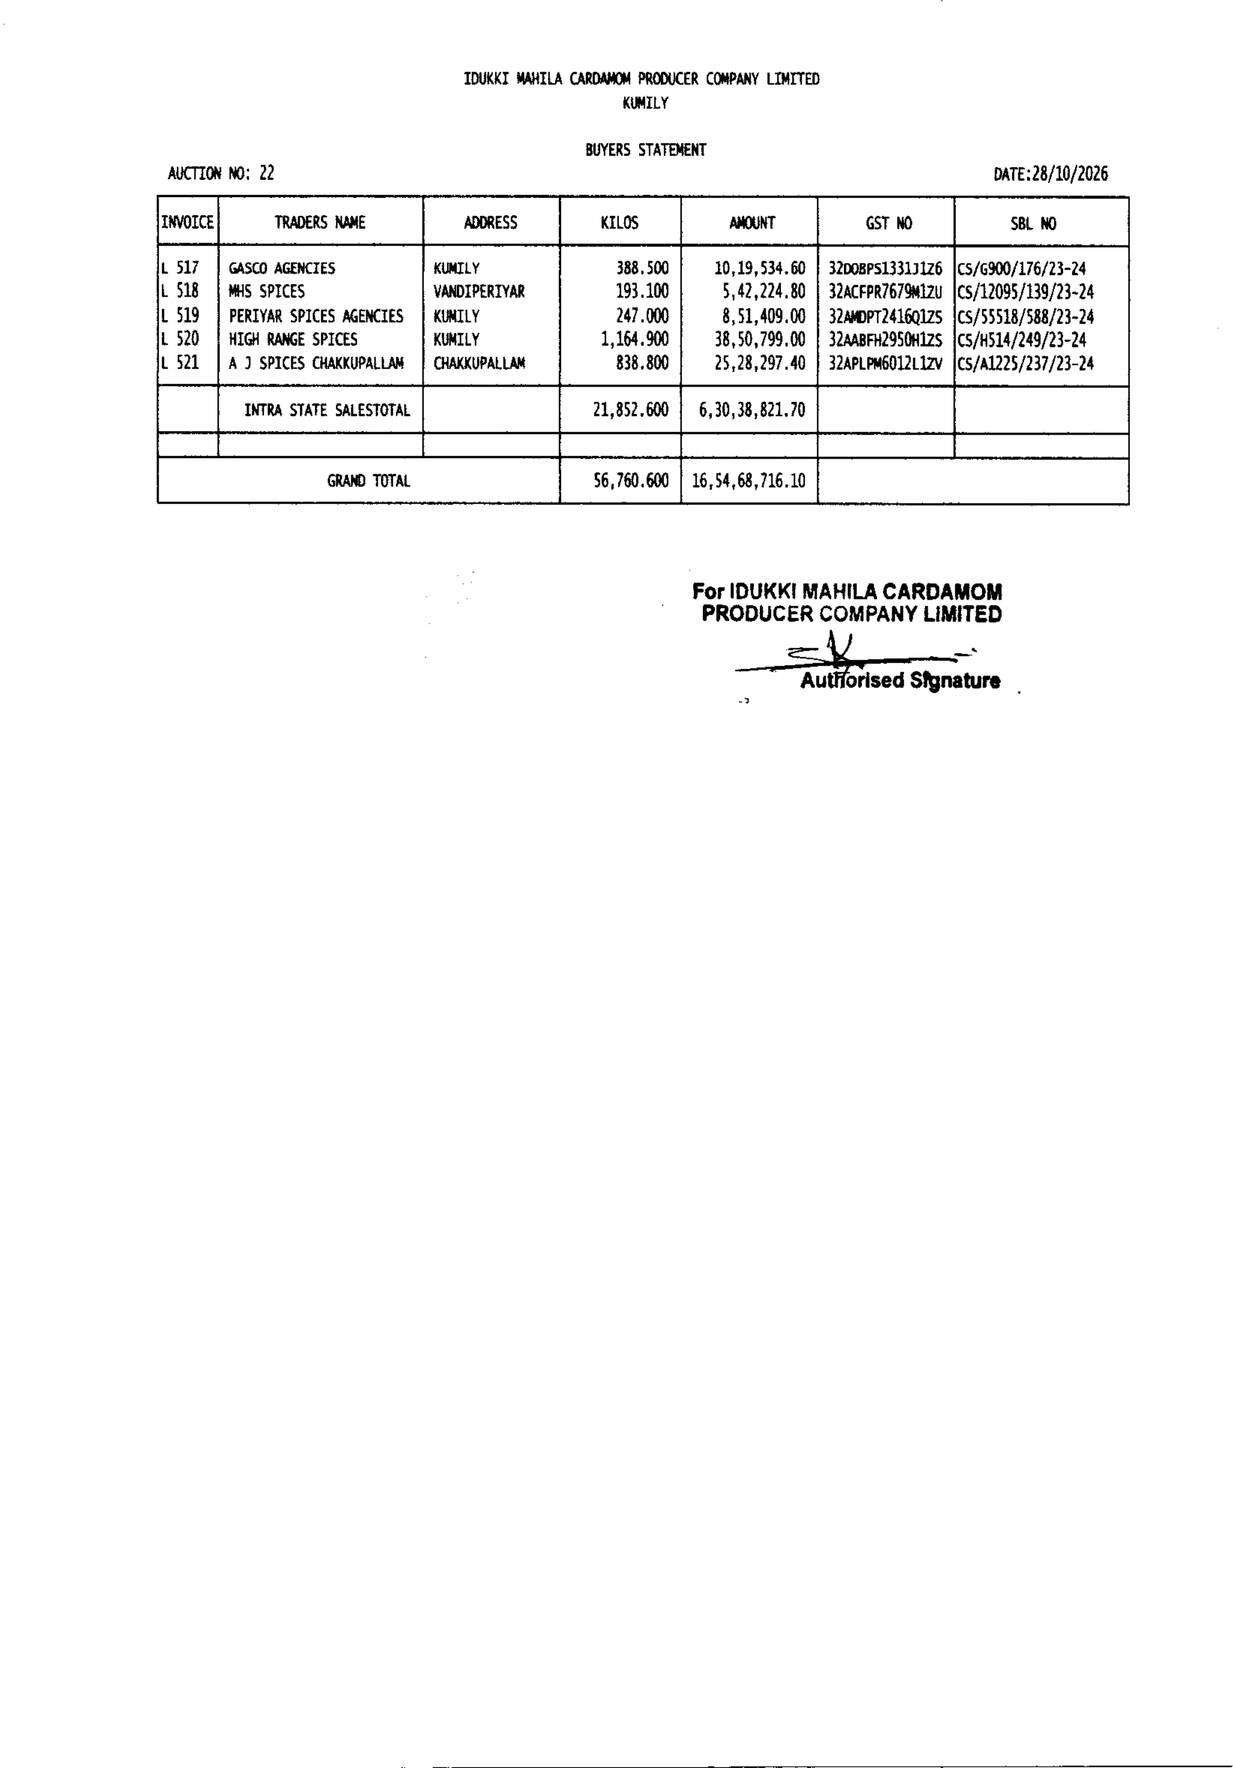 IDUKKI MAHILA CARDAMOM PRODUCER COMPANY LIMITED
KUMILY
BUYERS STATEMENT
AUCTION NO: 22 DATE:28/10/2026
INVOICE TRADERS NAME ADDRESS KILOS AMOUNT GST NO SBL NO
L 517 GASCO AGENCIES KUMILY 388.500 10,19,534.60 32DOBPS1331J1Z6 CS/G900/176/23-24
L 518 MHS SPICES VANDIPERIYAR 193.100 5,42,224.80 32ACFPR7679M1ZU CS/12095/139/23-24
L 519 PERIYAR SPICES AGENCIES KUMILY 247.000 8,51,409.00 32AMDPT2416Q1ZS CS/55518/588/23-24
L 520 HIGH RANGE SPICES KUMILY 1,164.900 38,50,799.00 32AABFH2950H1ZS CS/H514/249/23-24
L 521 A J SPICES CHAKKUPALLAM CHAKKUPALLAM 838.800 25,28,297.40 32APLPM6012L1ZV CS/A1225/237/23-24
INTRA STATE SALESTOTAL 21,852.600 6,30,38,821.70
GRAND TOTAL 56,760.600 16,54,68,716.10
For IDUKKI MAHILA CARDAMOM
PRODUCER COMPANY LIMITED
Authorised Signature